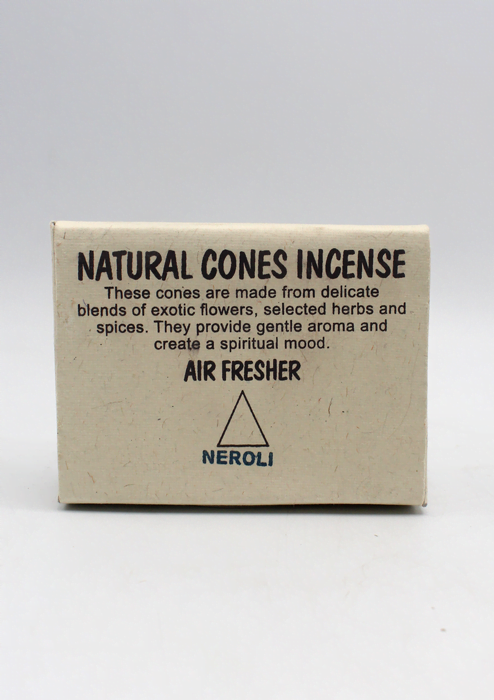 NATURAL CONES INCENSE
These cones are made from delicate
blends of exotic flowers, selected herbs and
spices. They provide gentle aroma and
create a spiritual mood.
AIR FRESHER
NEROLI